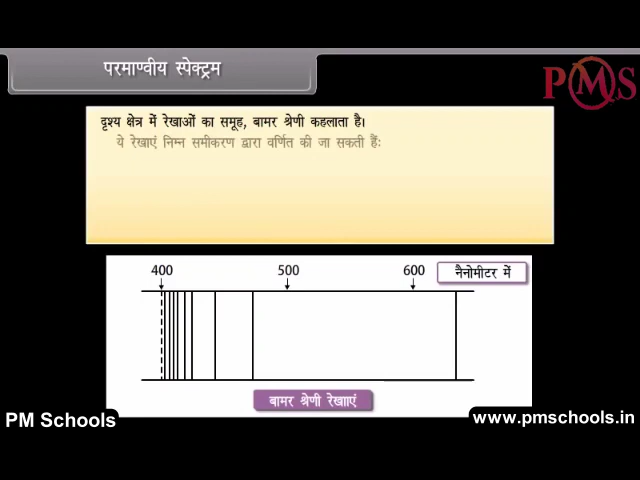 परमाण्वीय स्पेक्ट्रम
PMS
दृश्य क्षेत्र में रेखाओं का समूह, बामर श्रेणी कहलाता है।
ये रेखाएं निम्न समीकरण द्वारा वर्णित की जा सकती हैं:
400 500 600 नैनोमीटर में
बामर श्रेणी रेखााएं
PM Schools www.pmschools.in